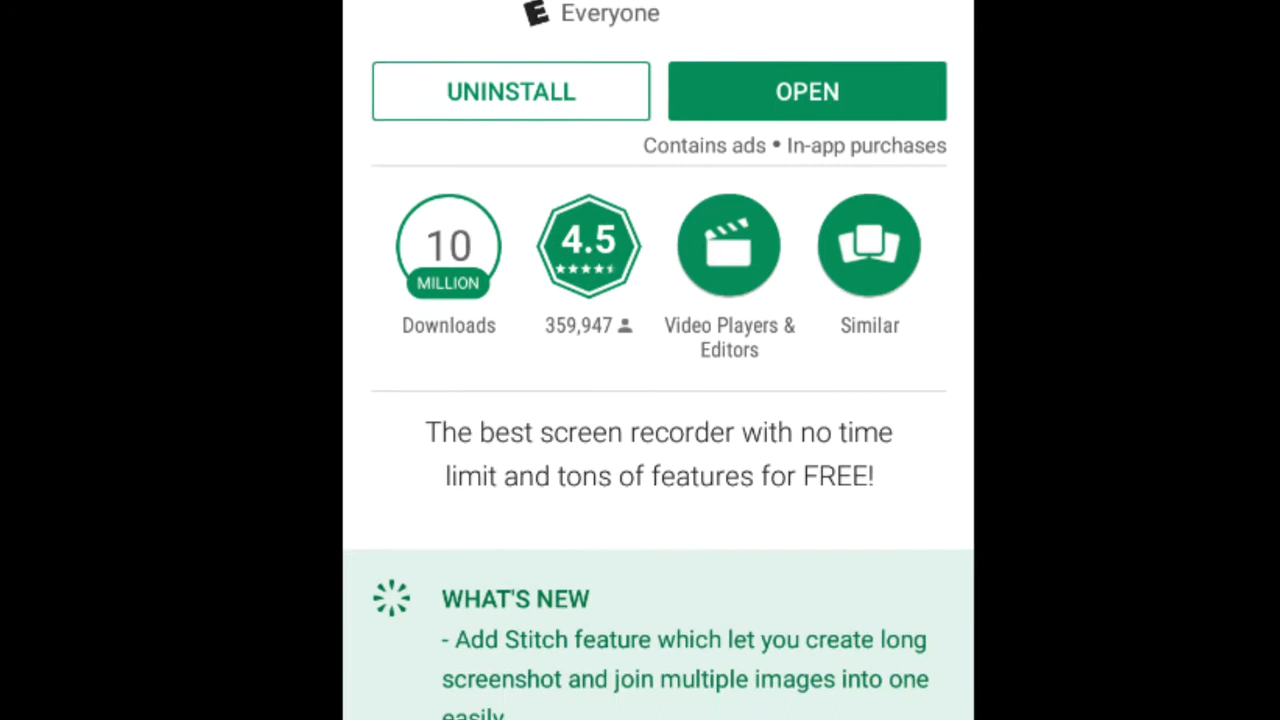 E Everyone
UNINSTALL
OPEN
Contains ads • In-app purchases
10
MILLION
Downloads
4.5
359,947
Video Players &
Editors
Similar
The best screen recorder with no time
limit and tons of features for FREE!
WHAT'S NEW
- Add Stitch feature which let you create long
screenshot and join multiple images into one
easily